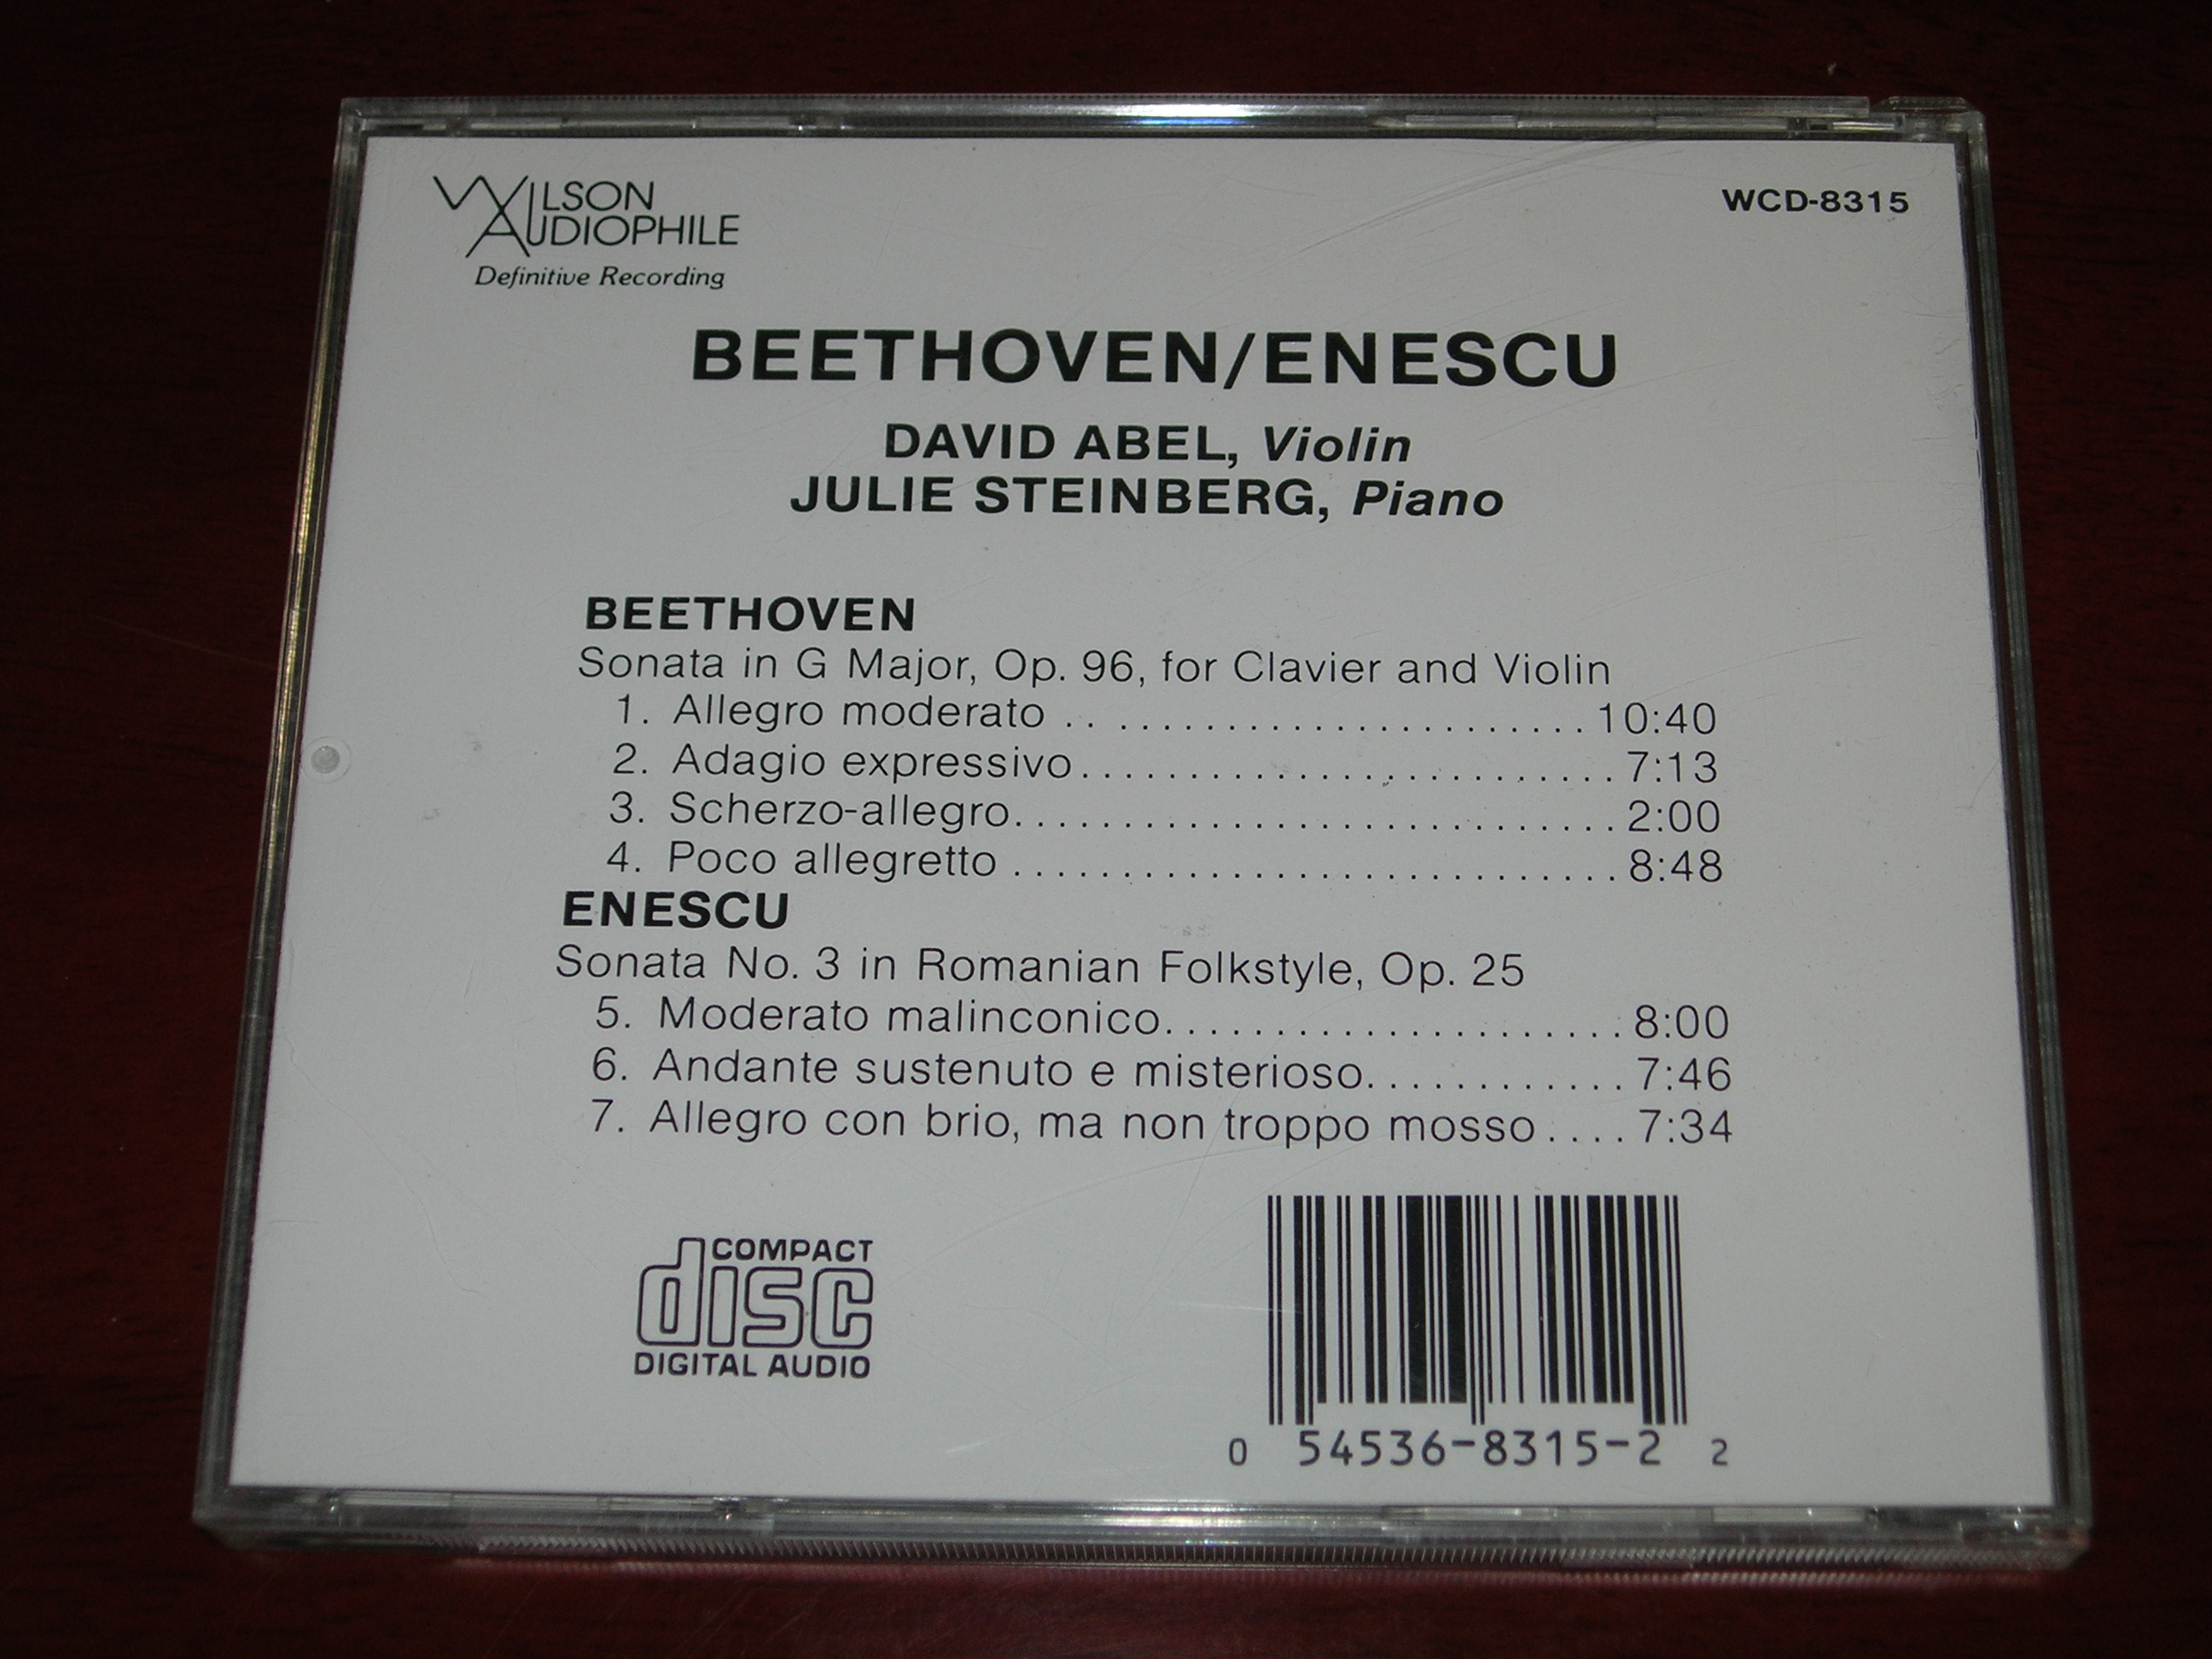 WILSON
AUDIOPHILE
Definitive Recording
WCD-8315
BEETHOVEN/ENESCU
DAVID ABEL, Violin
JULIE STEINBERG, Piano
BEETHOVEN
Sonata in G Major, Op. 96, for Clavier and Violin
1. Allegro moderato .. ...................... 10:40
2. Adagio expressivo......................... 7:13
3. Scherzo-allegro............................ 2:00
4. Poco allegretto ............................ 8:48
ENESCU
Sonata No. 3 in Romanian Folkstyle, Op. 25
5. Moderato malinconico..................... 8:00
6. Andante sustenuto e misterioso............ 7:46
7. Allegro con brio, ma non troppo mosso .... 7:34
COMPACT
disc
DIGITAL AUDIO
0 54536-8315-2 2